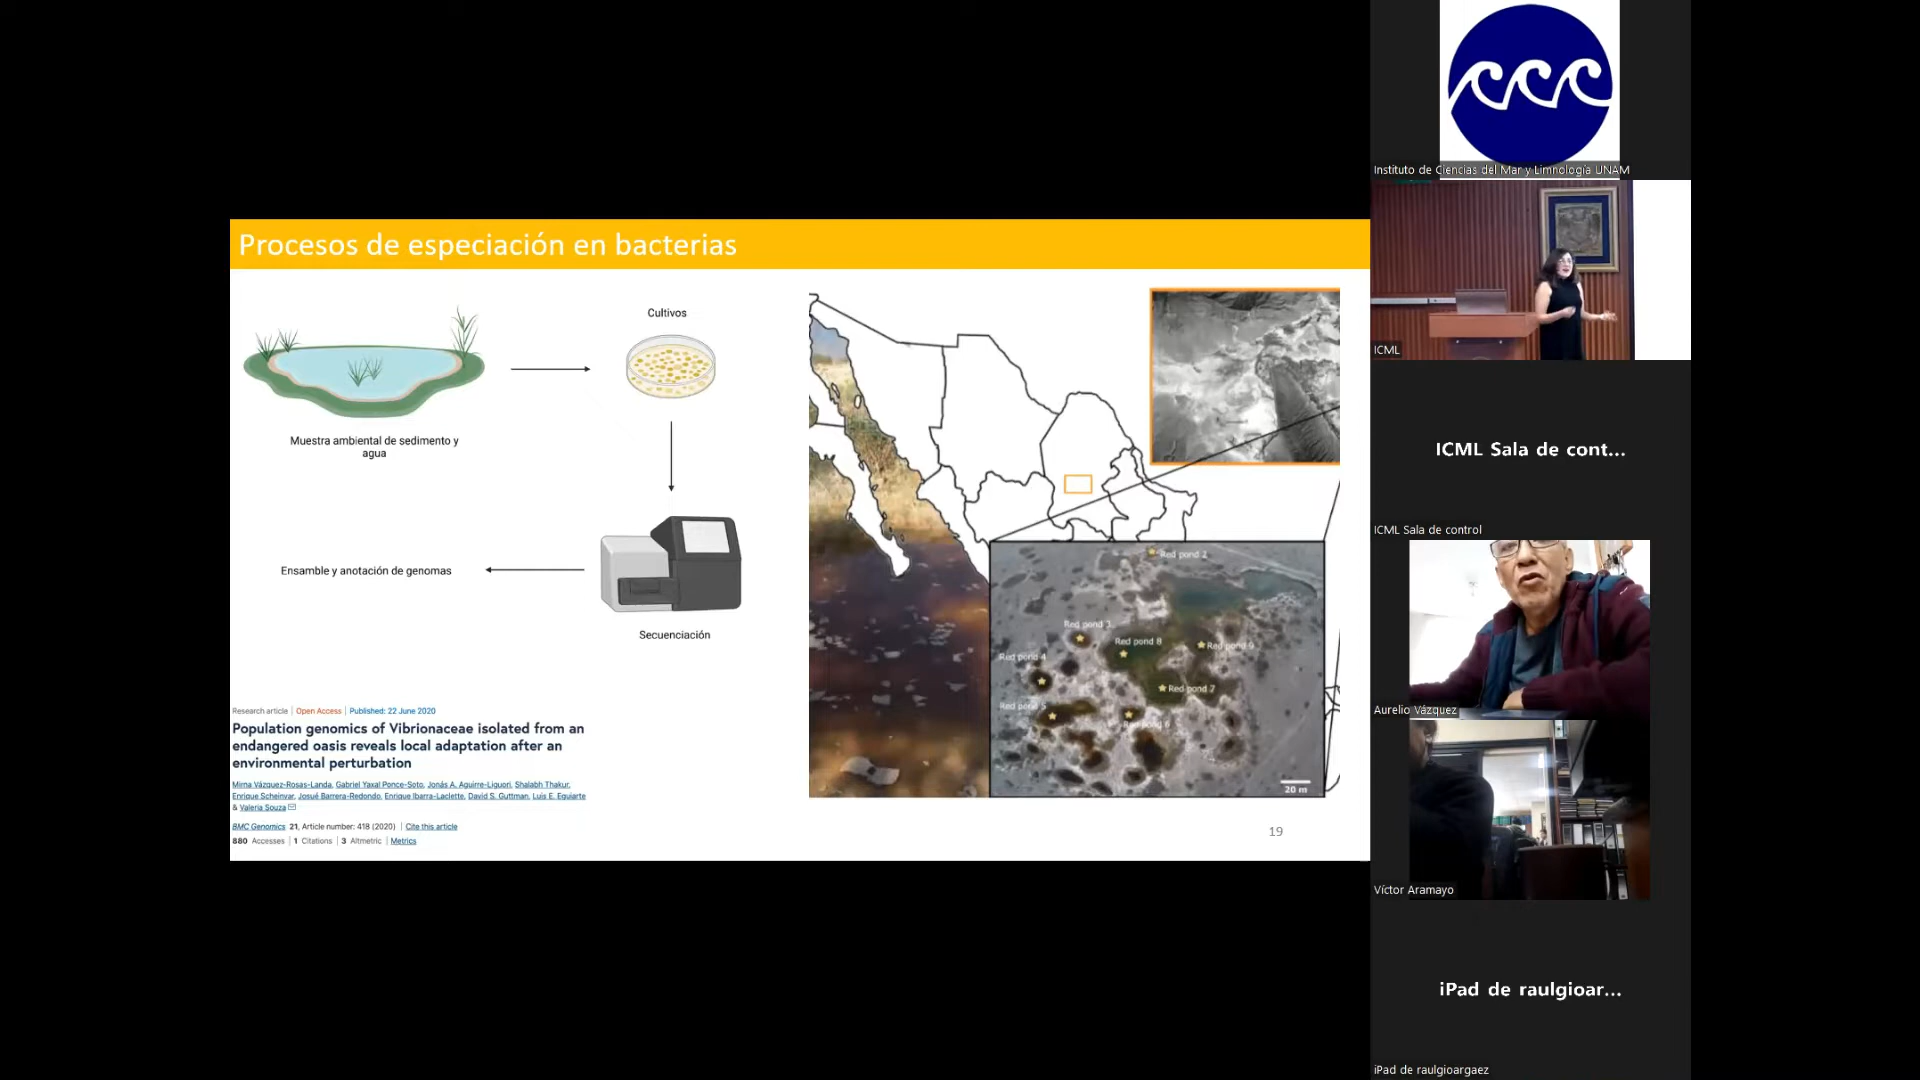 Procesos de especiación en bacterias
Cultivos
Muestra ambiental de sedimento y
agua
Ensamble y anotación de genomas
Secuenciación
Research article | Open Access | Published: 22 June 2020
Population genomics of Vibrionaceae isolated from an
endangered oasis reveals local adaptation after an
environmental perturbation
Mirna Vázquez-Rosas-Landa, Gabriel Yaxal Ponce-Soto, Jonás A. Aguirre-Liguori, Shalabh Thakur,
Enrique Scheinvar, Josué Barrera-Redondo, Enrique Ibarra-Laclette, David S. Guttman, Luis E. Eguiarte
& Valeria Souza
BMC Genomics 21, Article number: 418 (2020) | Cite this article
880 Accesses | 1 Citations | 3 Altmetric | Metrics
Red pond 2
Red pond 3
Red pond 8
Red pond 9
Red pond 4
Red pond 7
Red pond 5
Red pond 6
20 m
19
Instituto de Ciencias del Mar y Limnología UNAM
ICML
ICML Sala de cont...
ICML Sala de control
Aurelio Vázquez
Víctor Aramayo
iPad de raulgioar...
iPad de raulgioargaez